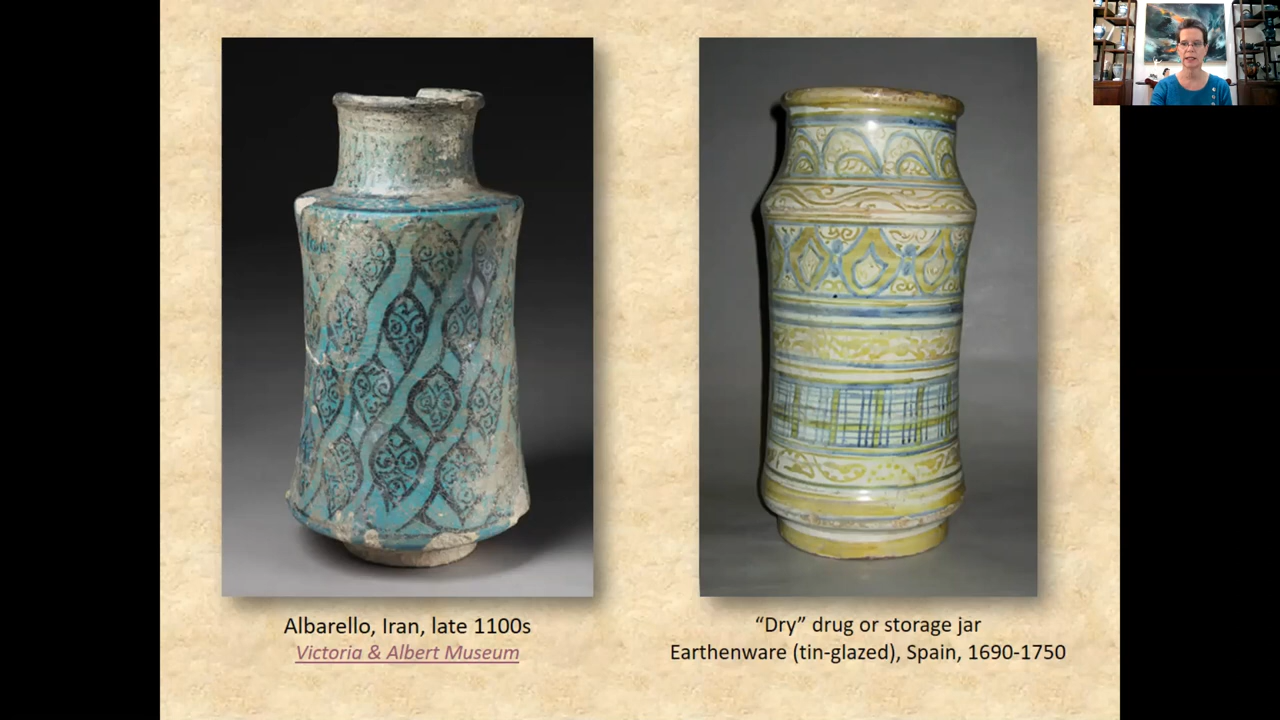 Albarello, Iran, late 1100s
Victoria & Albert Museum
“Dry” drug or storage jar
Earthenware (tin-glazed), Spain, 1690-1750